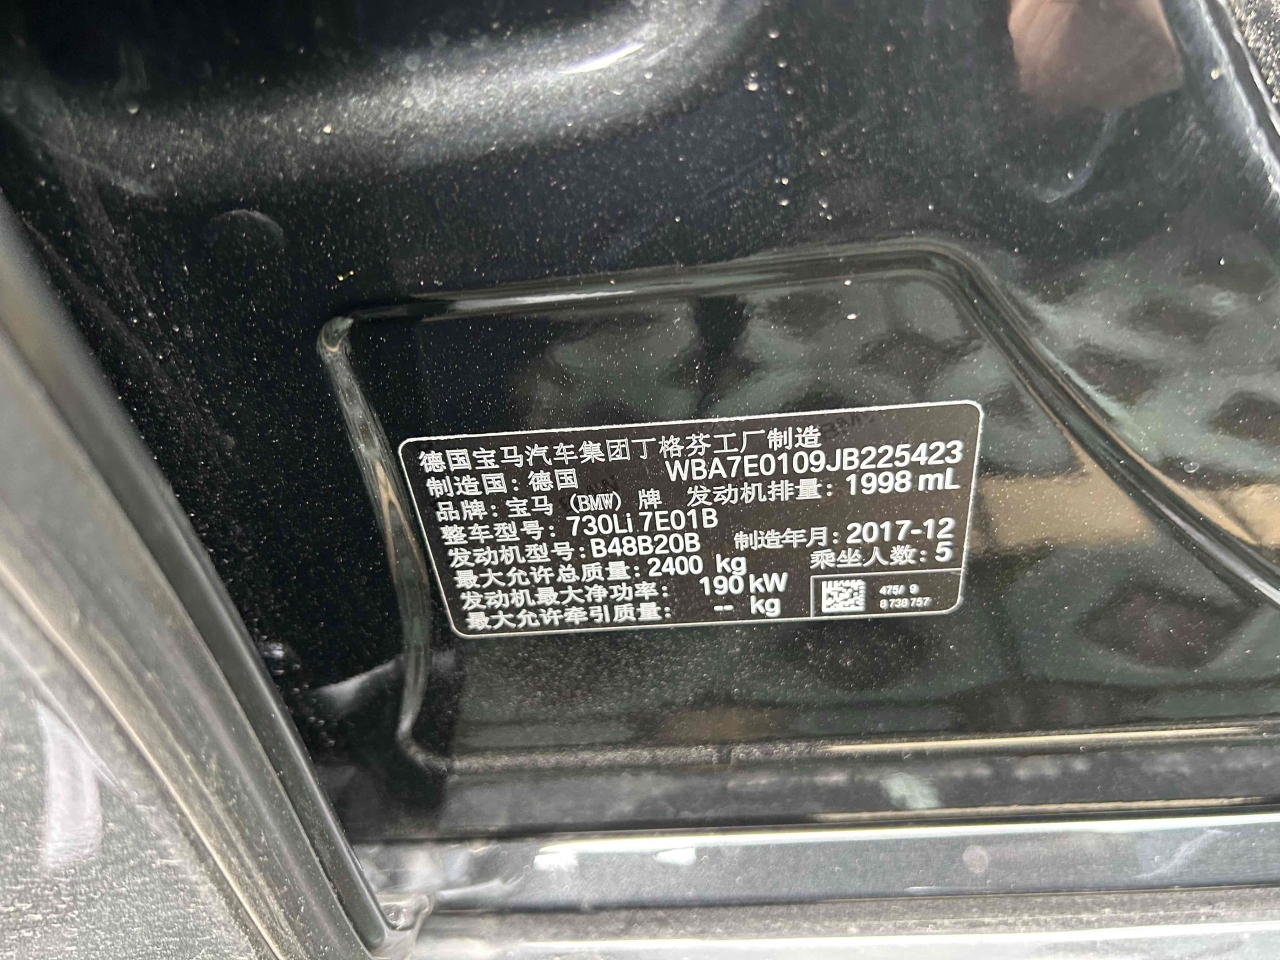 德国宝马汽车集团丁格芬工厂制造
制造国：德国 WBA7E0109JB225423
品牌：宝马（BMW）牌 发动机排量：1998 mL
整车型号：730Li 7E01B
发动机型号：B48B20B 制造年月：2017-12
最大允许总质量：2400 kg 乘坐人数：5
发动机最大净功率： 190 kW
最大允许牵引质量： -- kg
8738757